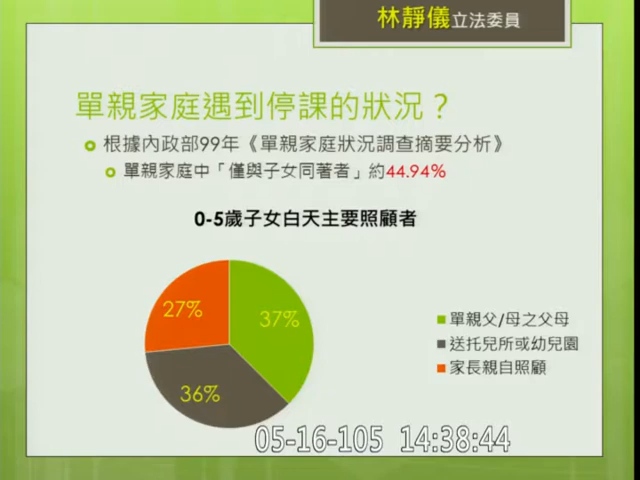 林靜儀立法委員
單親家庭遇到停課的狀況？
根據內政部99年《單親家庭狀況調查摘要分析》
單親家庭中「僅與子女同著者」約44.94%
0-5歲子女白天主要照顧者
27%
37%
36%
單親父/母之父母
送托兒所或幼兒園
家長親自照顧
05-16-105 14:38:44